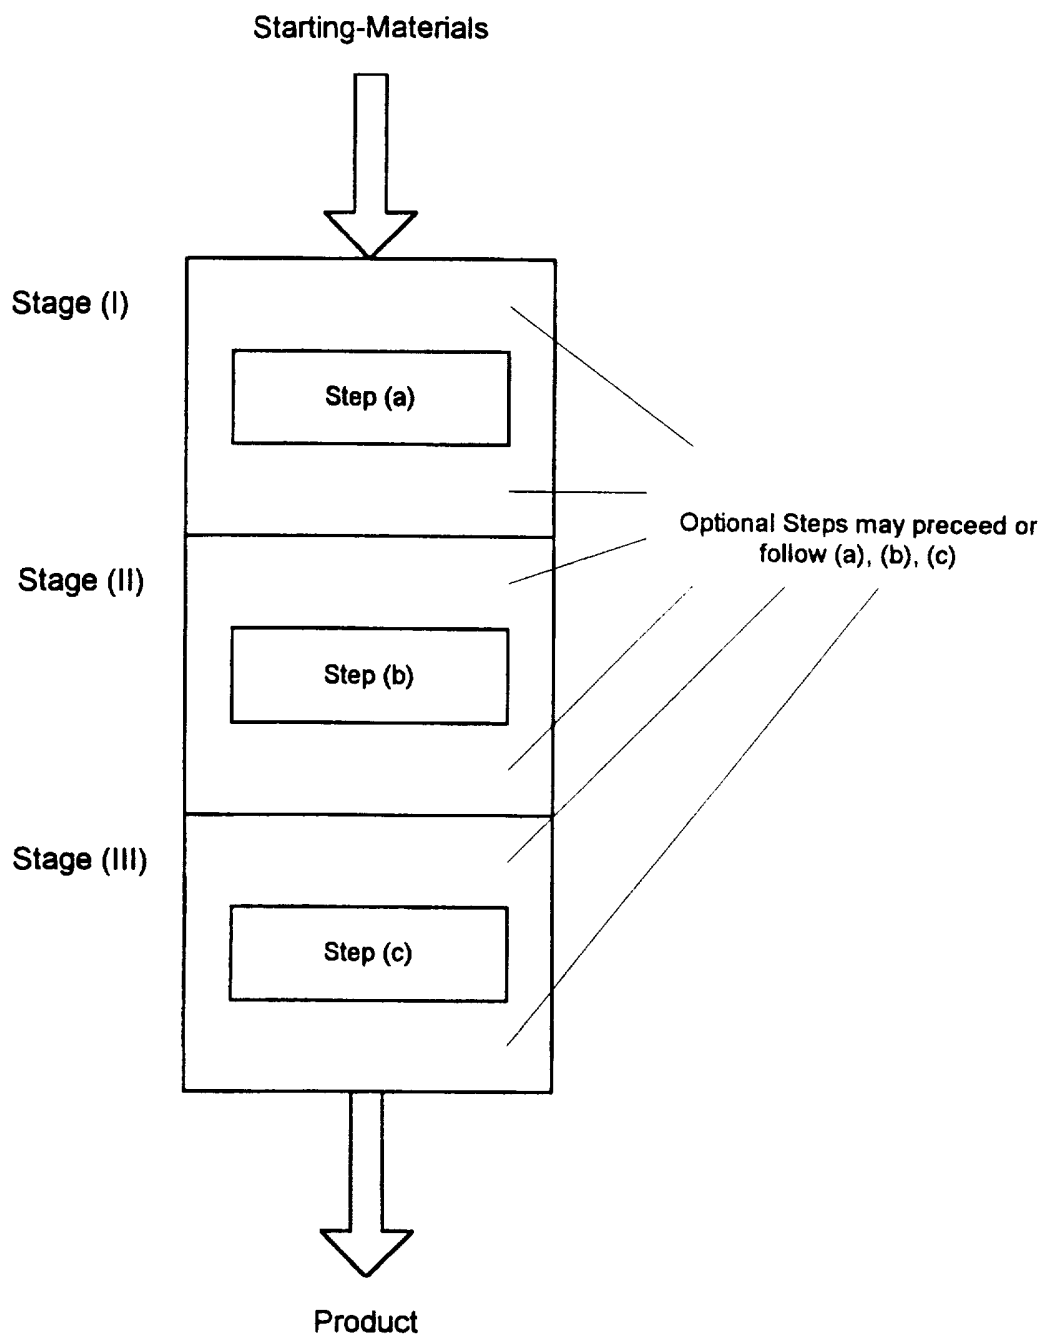 Starting-Materials
Stage (I)
Step (a)
Optional Steps may preceed or
follow (a), (b), (c)
Stage (II)
Step (b)
Stage (III)
Step (c)
Product